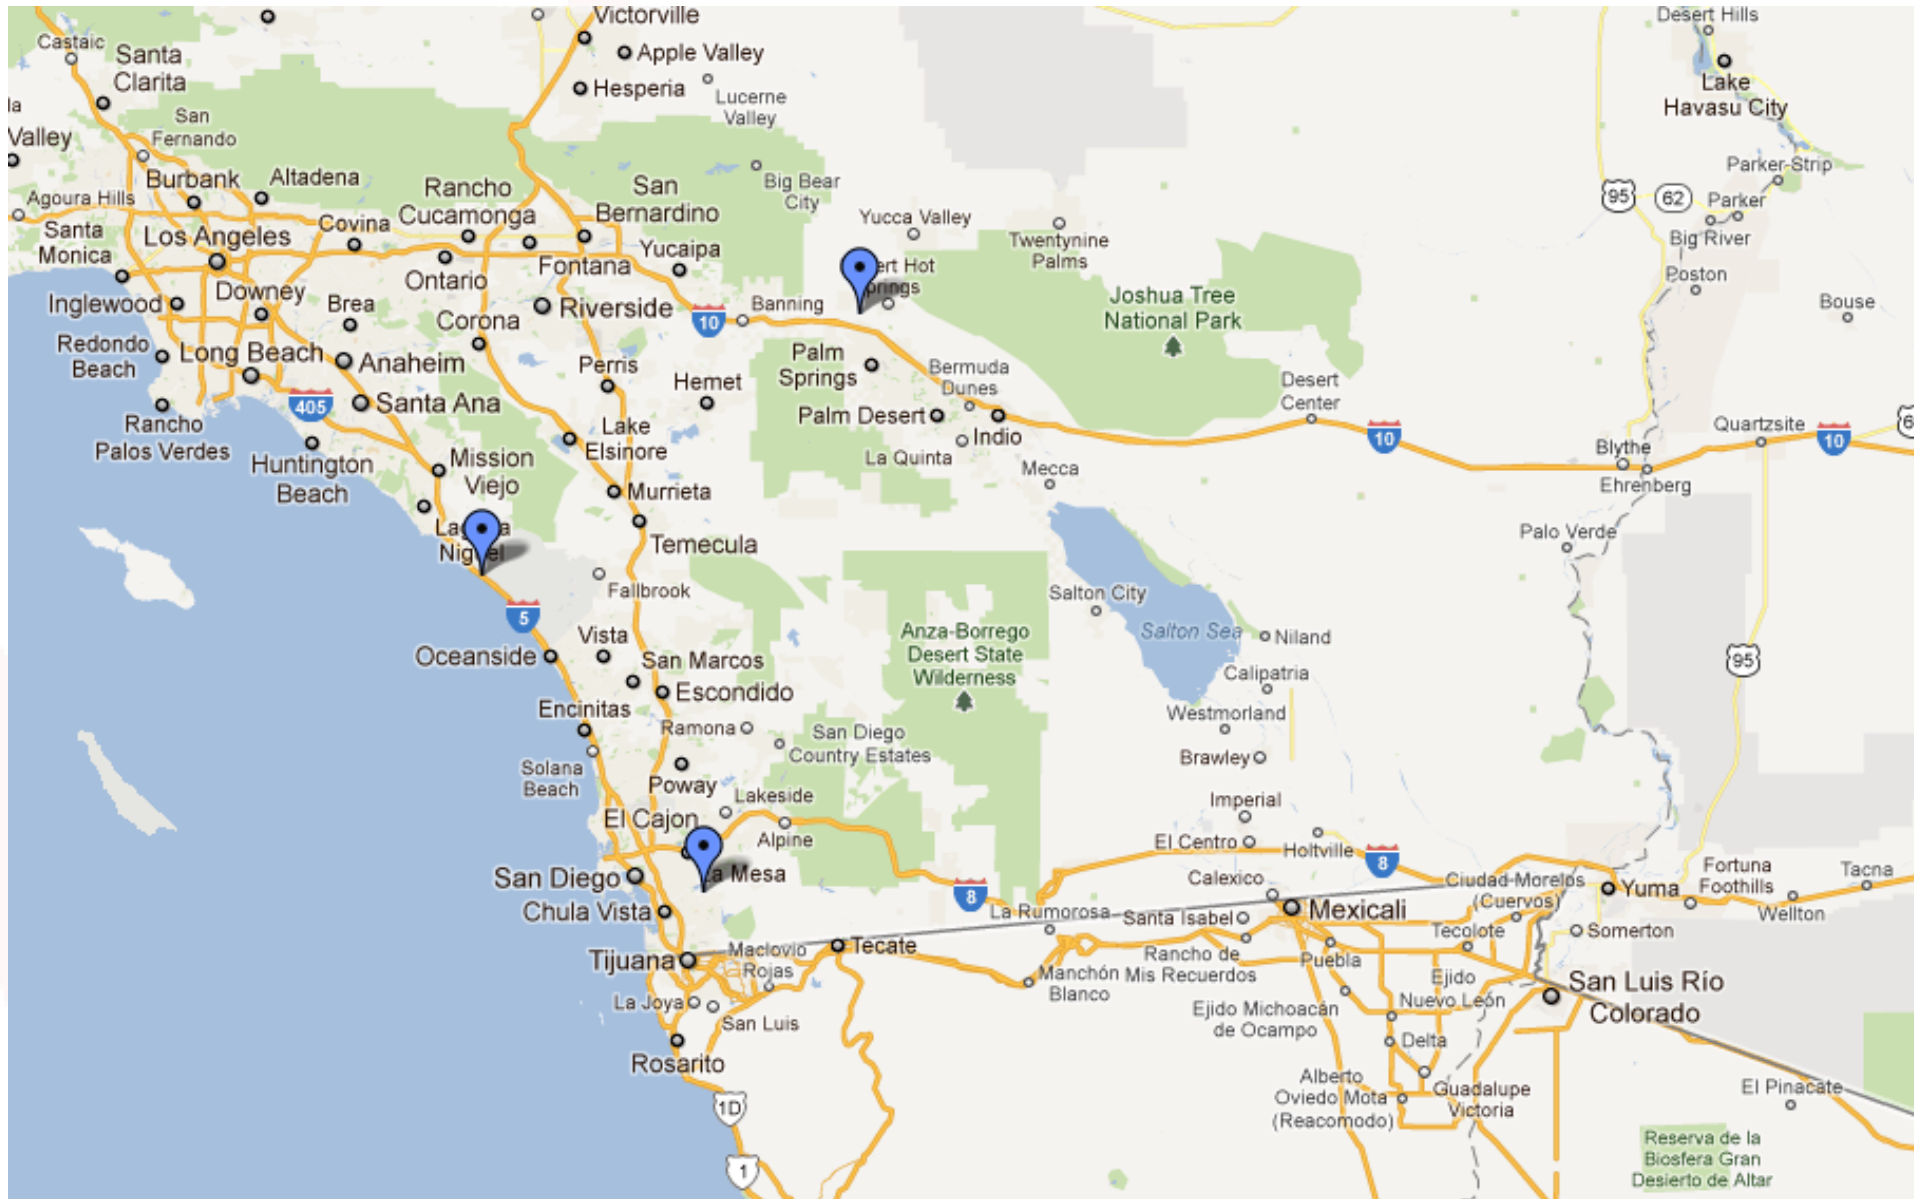 Victorville
Desert Hills
Castaic
Santa
Clarita
Apple Valley
Hesperia
Lucerne
Valley
Lake
Havasu City
la
Valley
San
Fernando
Parker Strip
Burbank
Altadena
Rancho
Cucamonga
San
Bernardino
Big Bear
City
Agoura Hills
95
62
Parker
Big River
Yucca Valley
Twentynine
Palms
Santa
Monica
Los Angeles
Covina
Ontario
Fontana
Yucaipa
ert Hot
prings
Poston
Inglewood
Downey
Brea
Corona
Riverside
10
Banning
Joshua Tree
National Park
Bouse
Redondo
Beach
Long Beach
Anaheim
Perris
Hemet
Palm
Springs
Bermuda
Dunes
Desert
Center
405
Santa Ana
Rancho
Palos Verdes
Lake
Elsinore
Palm Desert
Indio
10
Quartzsite
10
6
Huntington
Beach
Mission
Viejo
La Quinta
Mecca
Blythe
Ehrenberg
Murrieta
Temecula
Palo Verde
La
a
Nig
el
Fallbrook
Salton City
5
Anza-Borrego
Desert State
Wilderness
Salton Sea
Niland
Vista
Oceanside
San Marcos
Escondido
Calipatria
95
Encinitas
Ramona
San Diego
Country Estates
Westmorland
Brawley
Solana
Beach
Poway
Lakeside
Imperial
El Cajon
Alpine
El Centro
Holtville
8
San Diego
La Mesa
8
Calexico
Ciudad Morelos
(Cuervos)
Yuma
Fortuna
Foothills
Tacna
Wellton
Chula Vista
La Rumorosa
Santa Isabel
Mexicali
Tecolote
Somerton
Tijuana
Maclovio
Rojas
Tecate
Rancho de
Mis Recuerdos
Puebla
Manchón
Blanco
Ejido
Nuevo León
San Luis Río
Colorado
La Joya
San Luis
Ejido Michoacán
de Ocampo
Delta
Rosarito
Alberto
Oviedo Mota
(Reacomodo)
Guadalupe
Victoria
El Pinacate
1D
1
Reserva de la
Biosfera Gran
Desierto de Altar